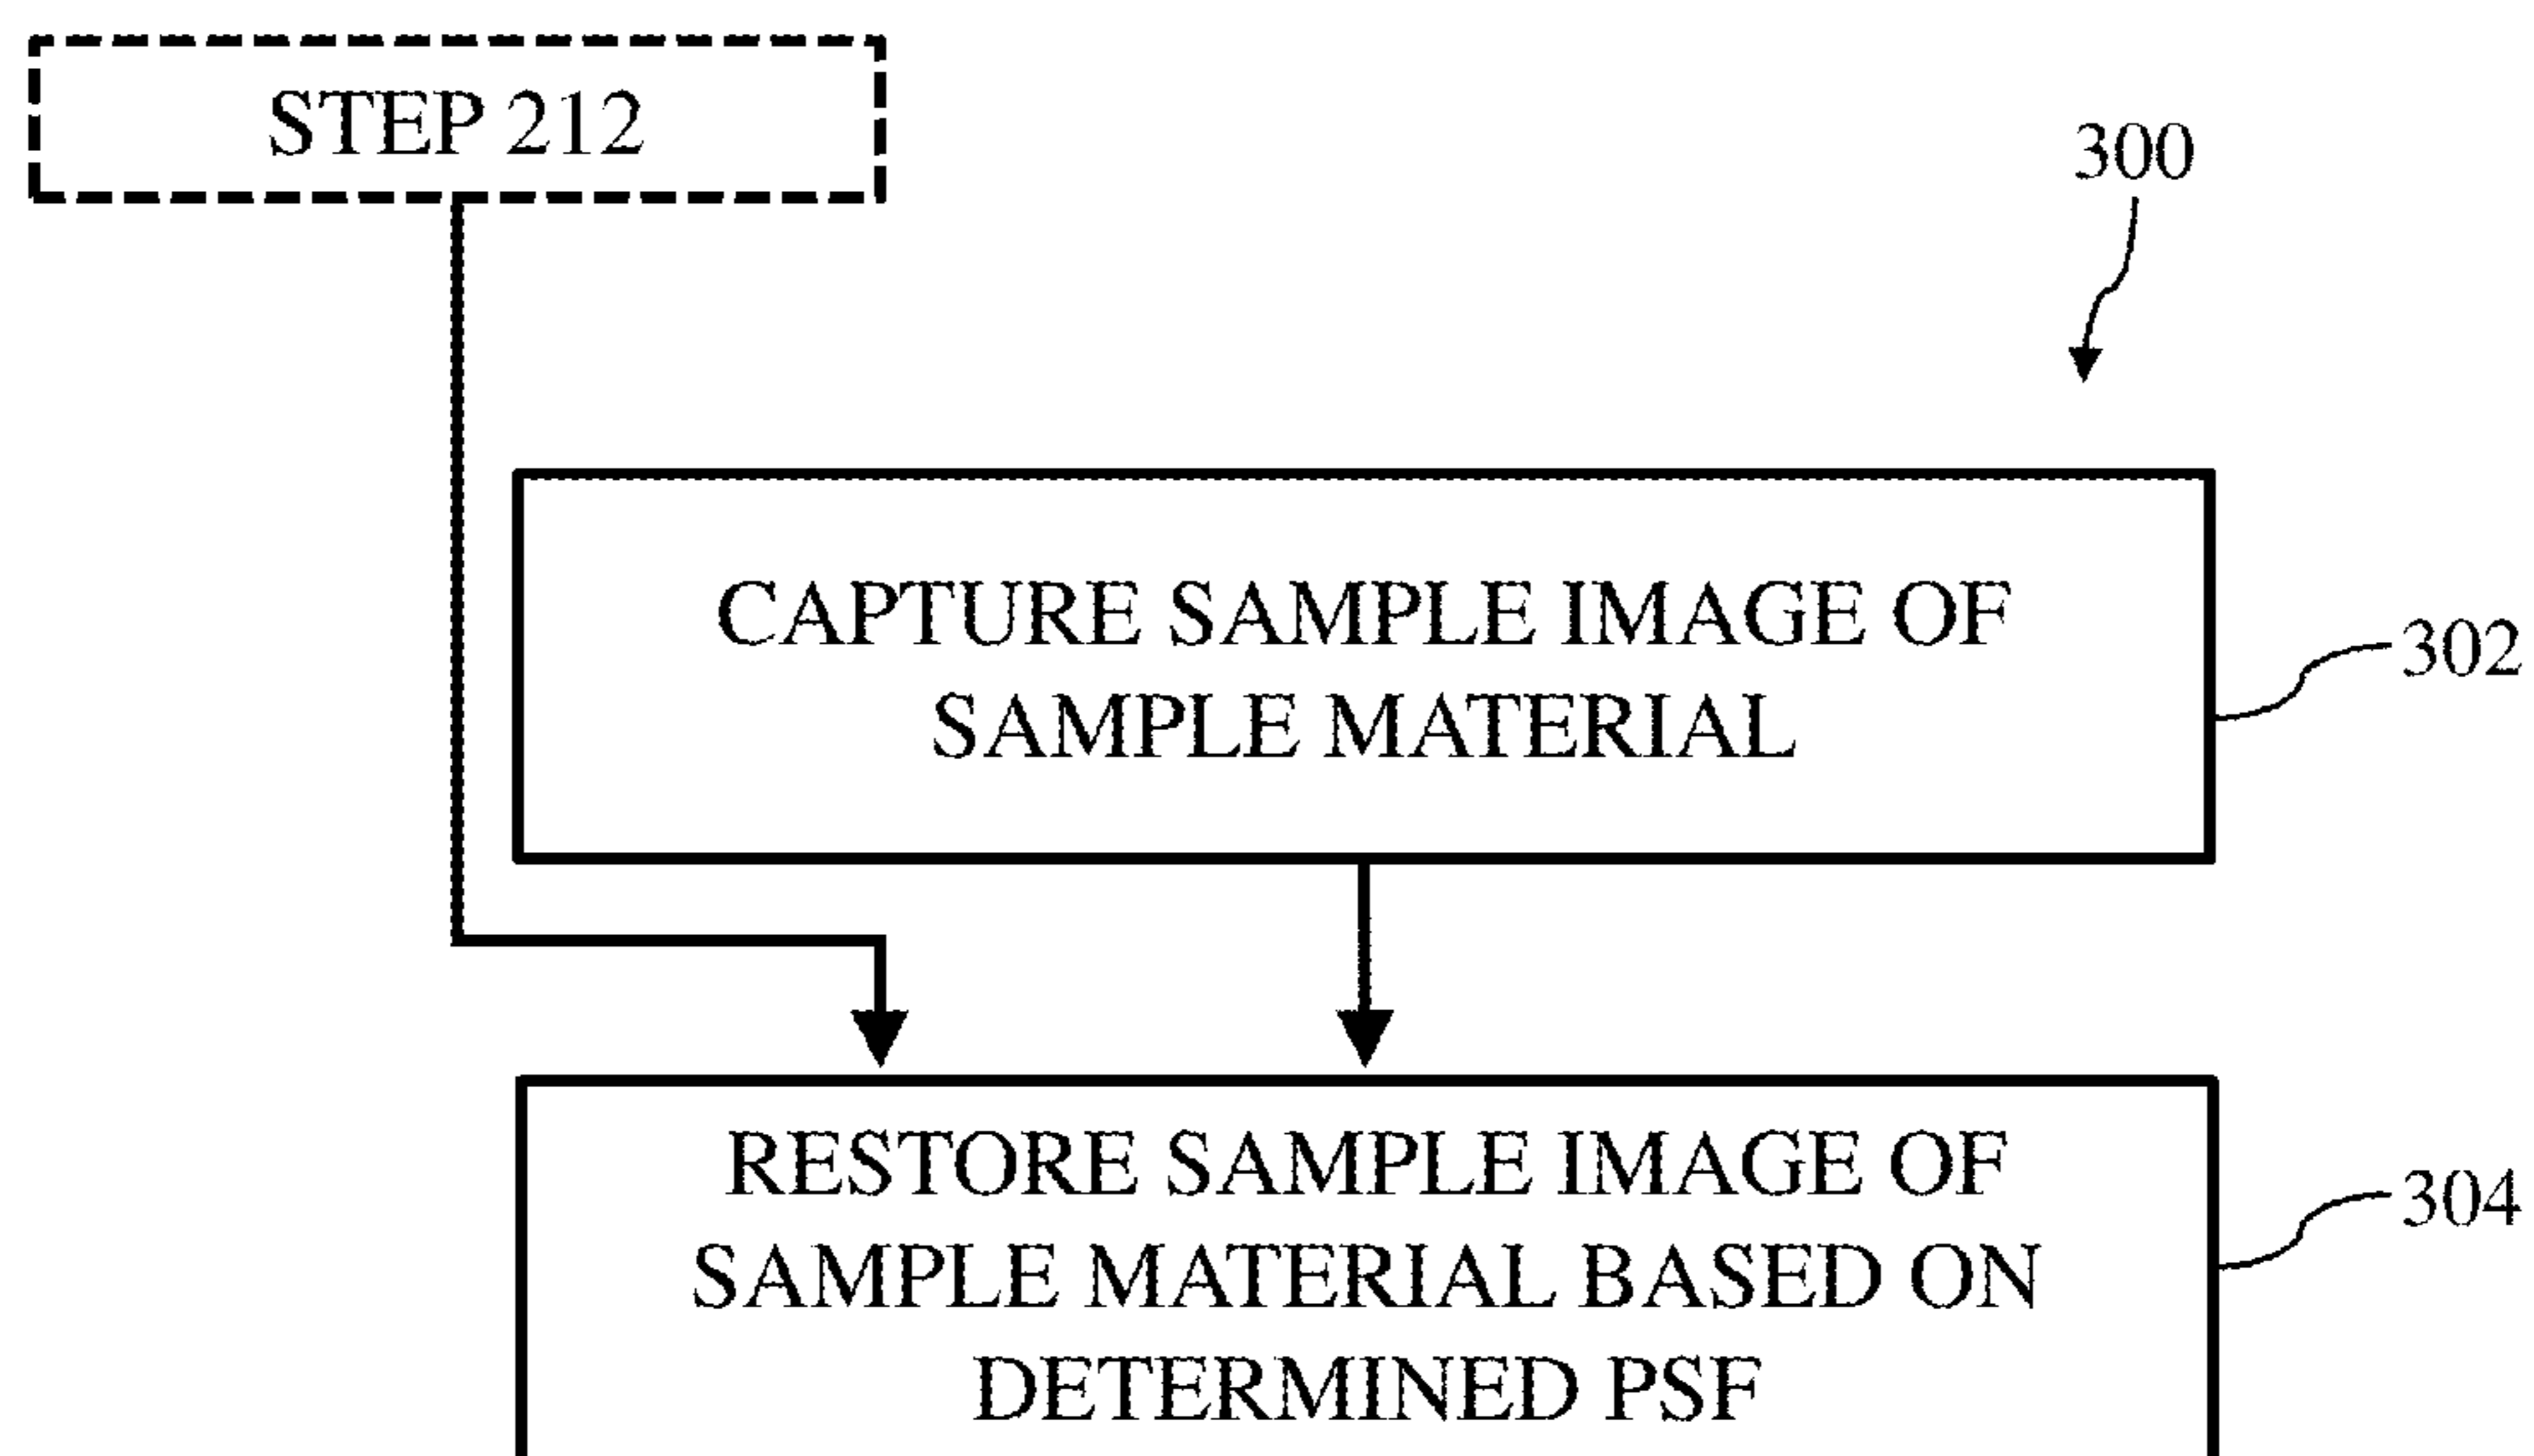 STEP 212
300
CAPTURE SAMPLE IMAGE OF
SAMPLE MATERIAL
302
RESTORE SAMPLE IMAGE OF
SAMPLE MATERIAL BASED ON
DETERMINED PSF
304